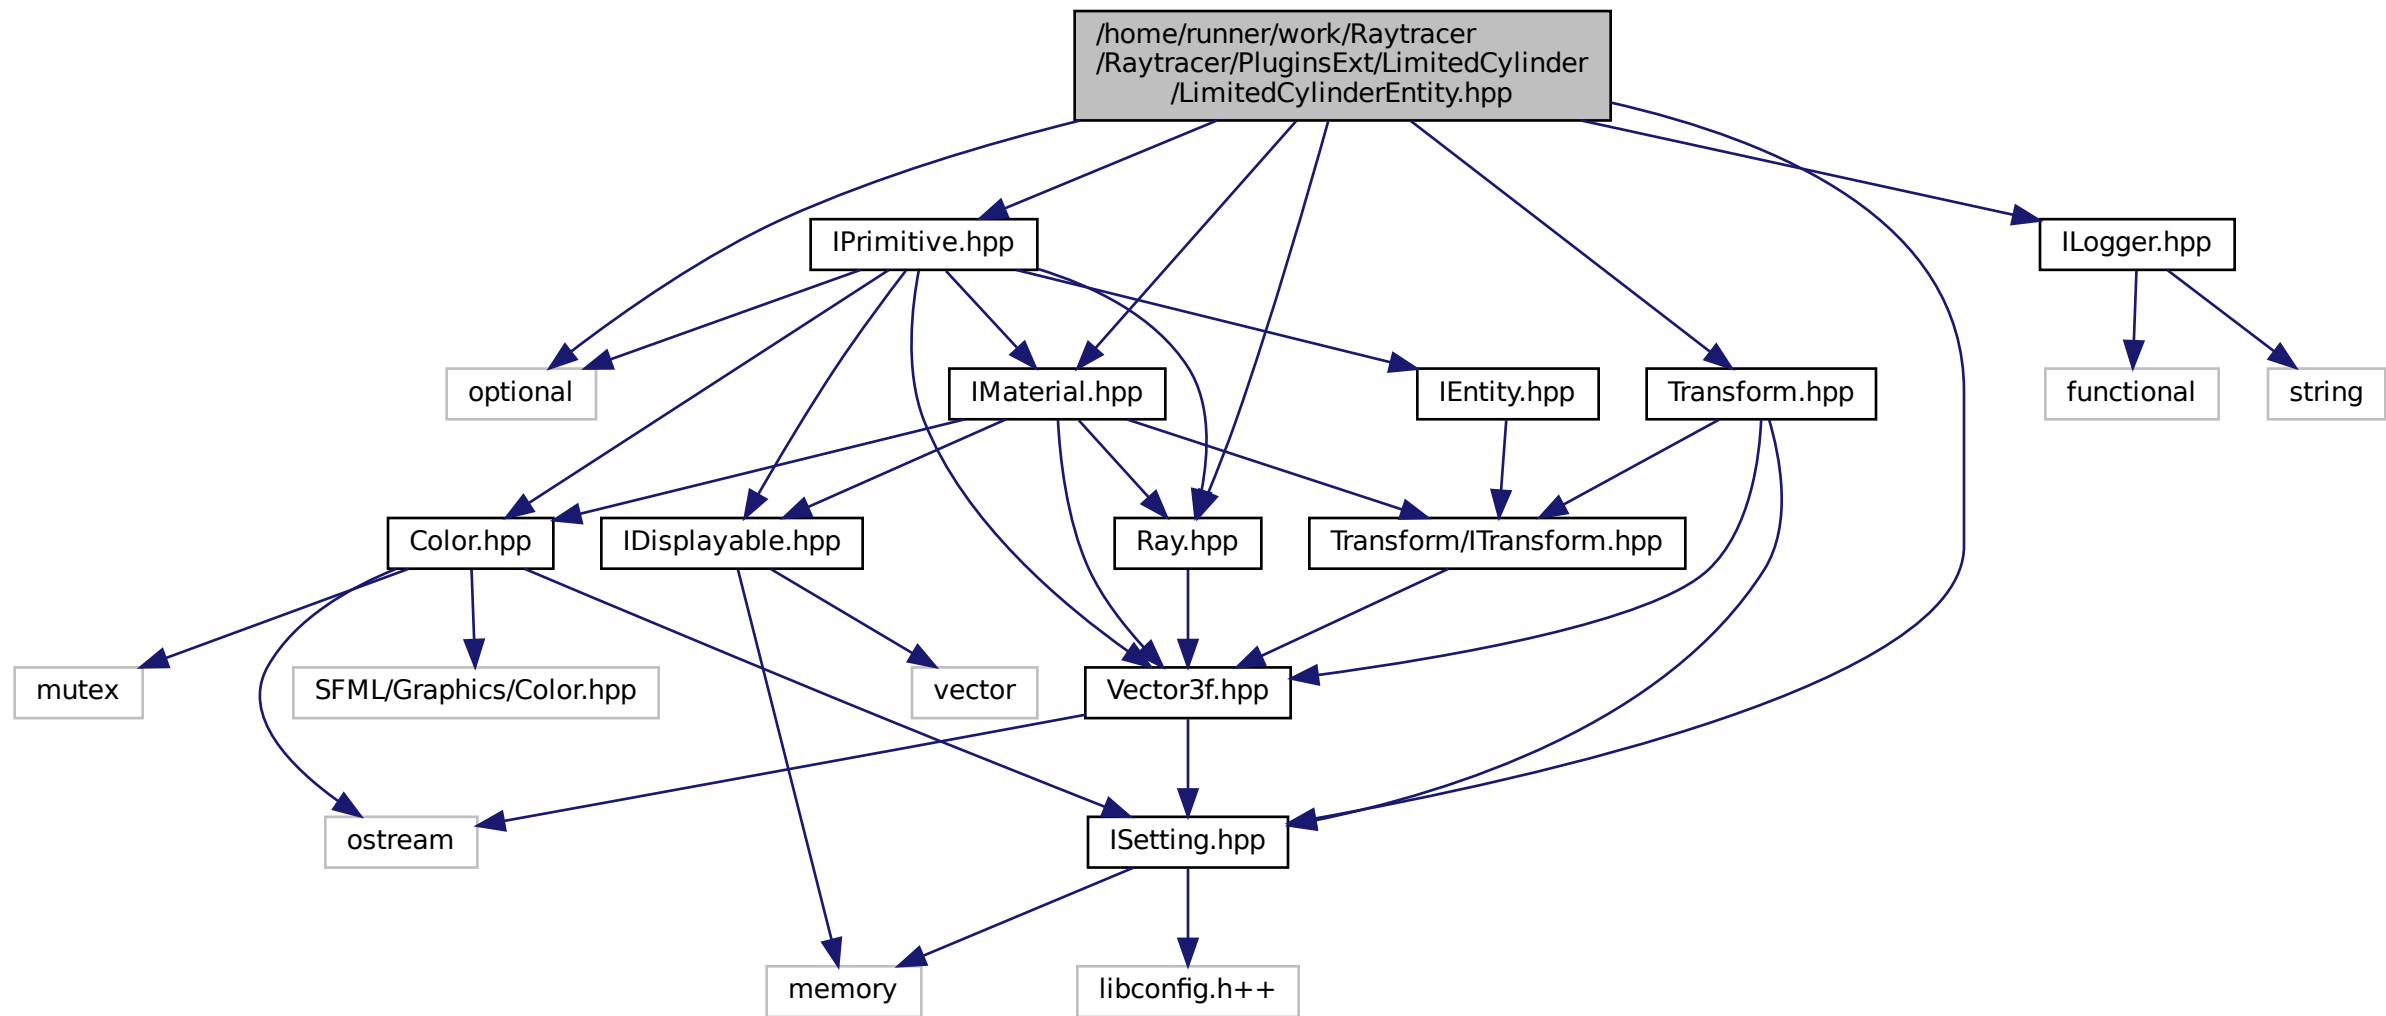 /home/runner/work/Raytracer
/Raytracer/PluginsExt/LimitedCylinder
/LimitedCylinderEntity.hpp
IPrimitive.hpp
ILogger.hpp
optional
IMaterial.hpp
IEntity.hpp
Transform.hpp
functional
string
Color.hpp
IDisplayable.hpp
Ray.hpp
Transform/ITransform.hpp
mutex
SFML/Graphics/Color.hpp
vector
Vector3f.hpp
ostream
ISetting.hpp
memory
libconfig.h++